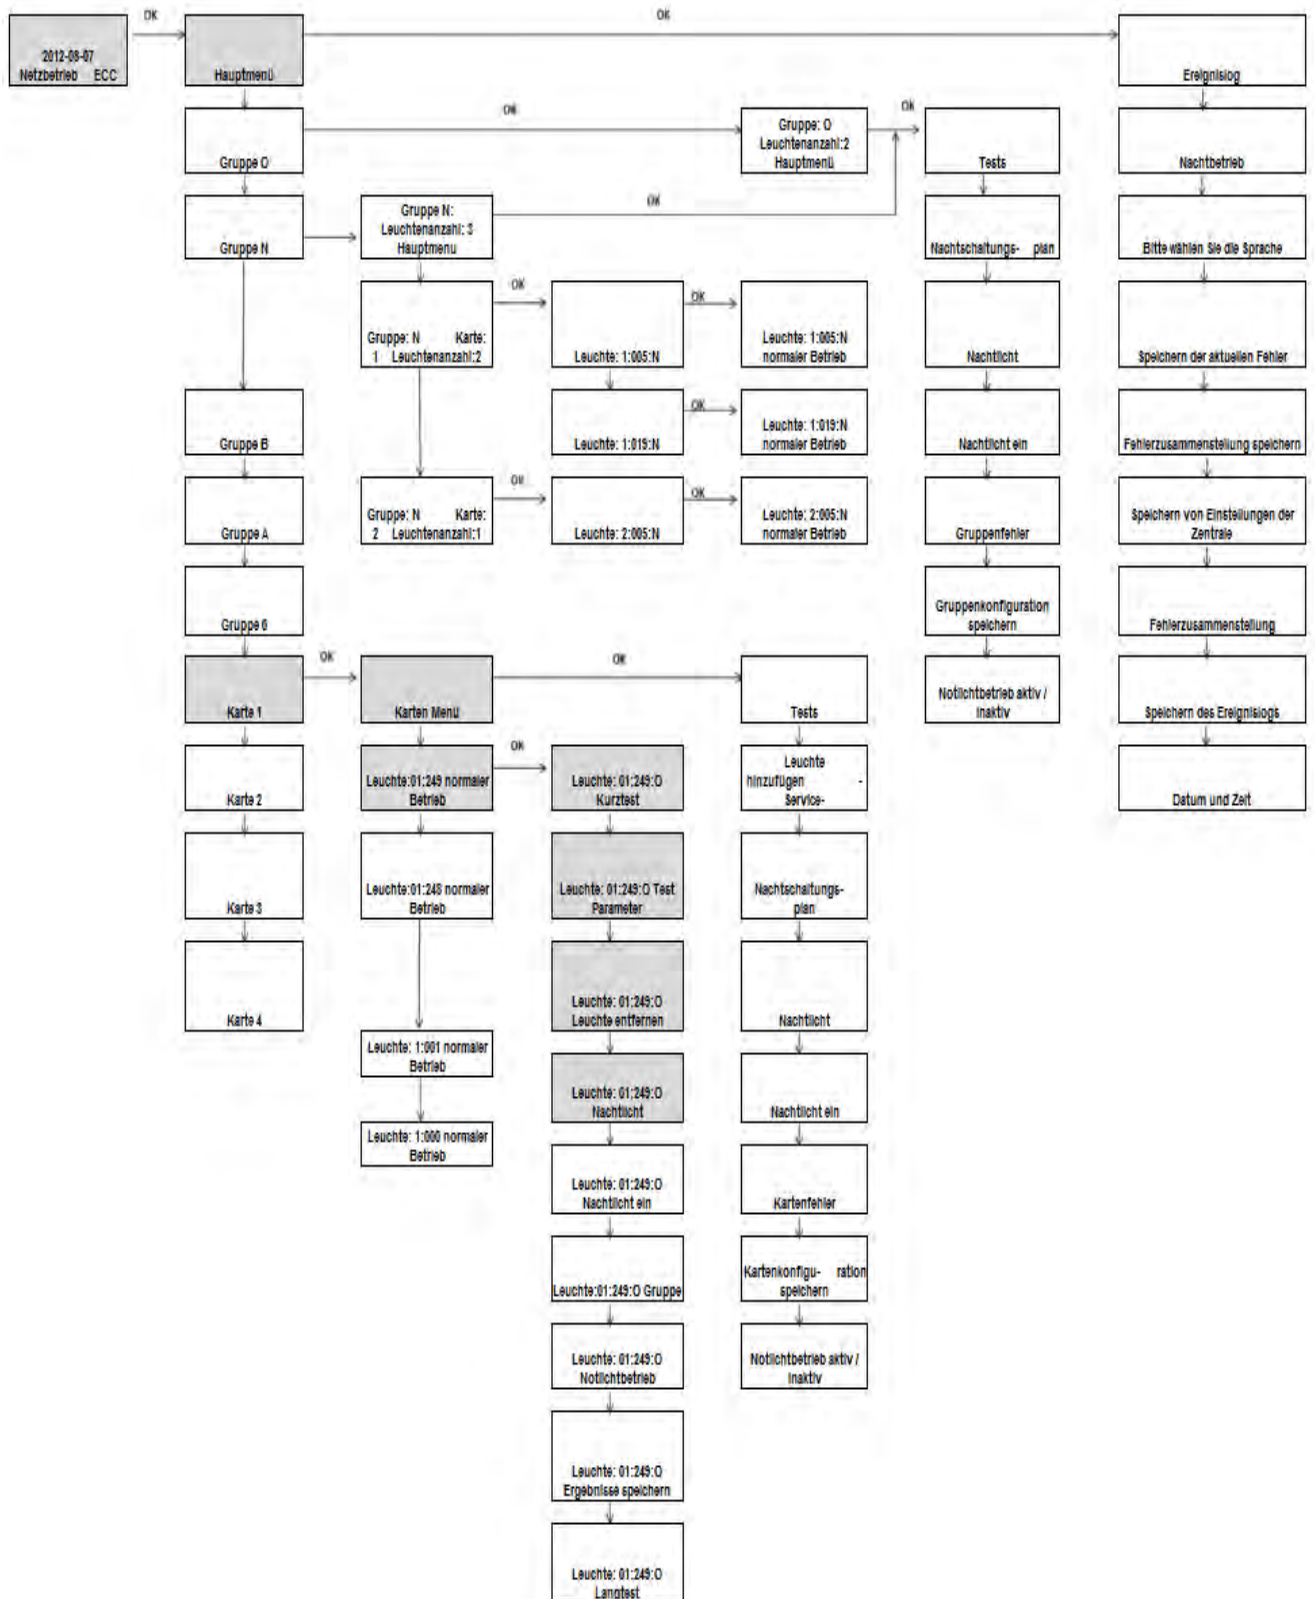 OK
OK
2012-08-07
Netzbetrieb ECC
Hauptmenü
Ereignislog
OK
OK
Gruppe O
Gruppe: O
Leuchtenanzahl:2
Hauptmenü
Tests
Nachtbetrieb
OK
Gruppe N
Gruppe N:
Leuchtenanzahl: 3
Hauptmenu
Nachtschaltungs- plan
Bitte wählen Sie die Sprache
OK
OK
Gruppe: N Karte:
1 Leuchtenanzahl:2
Leuchte: 1:005:N
Leuchte: 1:005:N
normaler Betrieb
Nachtlicht
Speichern der aktuellen Fehler
OK
Gruppe B
Leuchte: 1:019:N
Leuchte: 1:019:N
normaler Betrieb
Nachtlicht ein
Fehlerzusammenstellung speichern
OK
OK
Gruppe A
Gruppe: N Karte:
2 Leuchtenanzahl:1
Leuchte: 2:005:N
Leuchte: 2:005:N
normaler Betrieb
Gruppenfehler
Speichern von Einstellungen der
Zentrale
Gruppe 6
Gruppenkonfiguration
speichern
Fehlerzusammenstellung
OK
OK
Karte 1
Karten Menü
Tests
Notlichtbetrieb aktiv /
inaktiv
Speichern des Ereignislogs
OK
Karte 2
Leuchte:01:249 normaler
Betrieb
Leuchte: 01:249:O
Kurztest
Leuchte
hinzufügen -
Service-
Datum und Zeit
Karte 3
Leuchte:01:248 normaler
Betrieb
Leuchte: 01:249:O Test
Parameter
Nachtschaltungs-
plan
Karte 4
Leuchte: 01:249:O
Leuchte entfernen
Nachtlicht
Leuchte: 1:001 normaler
Betrieb
Leuchte: 01:249:O
Nachtlicht
Nachtlicht ein
Leuchte: 1:000 normaler
Betrieb
Leuchte: 01:249:O
Nachtlicht ein
Kartenfehler
Leuchte:01:249:O Gruppe
Kartenkonfigu- ration
speichern
Leuchte: 01:249:O
Notlichtbetrieb
Notlichtbetrieb aktiv /
inaktiv
Leuchte: 01:249:O
Ergebnisse speichern
Leuchte: 01:249:O
Langtest